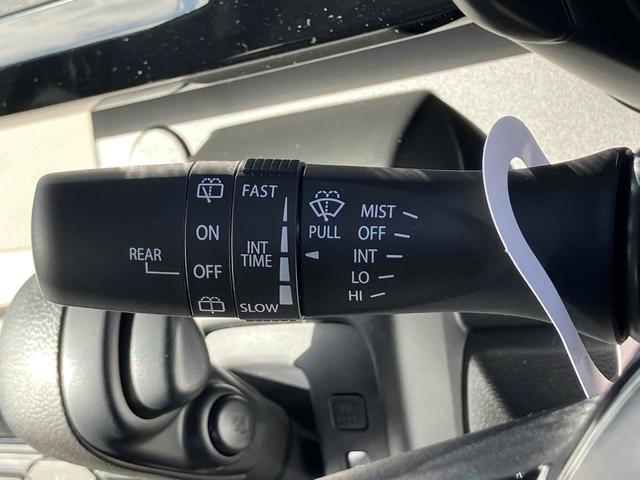 REAR
ON
OFF
FAST
INT
TIME
SLOW
PULL
MIST
OFF
INT
LO
HI